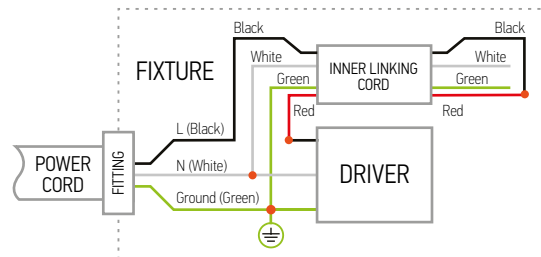 Black
Black
White
White
FIXTURE
INNER LINKING
CORD
Green
Green
Red
Red
L (Black)
POWER
CORD
FITTING
N (White)
DRIVER
Ground (Green)